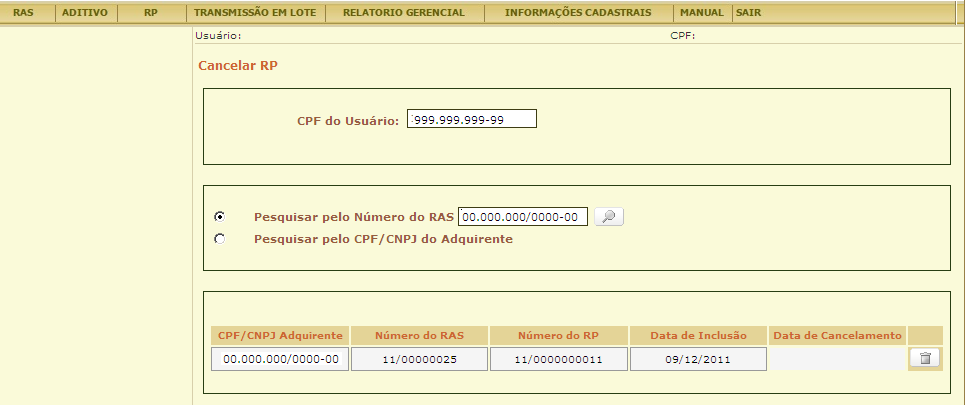 RAS ADITIVO RP TRANSMISSÃO EM LOTE RELATORIO GERENCIAL INFORMAÇÕES CADASTRAIS MANUAL SAIR
Usuário: CPF:
Cancelar RP
CPF do Usuário: 999.999.999-99
Pesquisar pelo Número do RAS 00.000.000/0000-00
Pesquisar pelo CPF/CNPJ do Adquirente
CPF/CNPJ Adquirente Número do RAS Número do RP Data de Inclusão Data de Cancelamento
00.000.000/0000-00 11/00000025 11/0000000011 09/12/2011